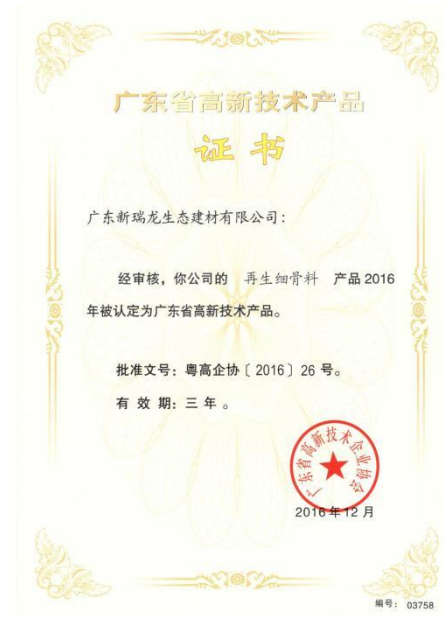 广东省高新技术产品
证书
广东新瑞龙生态建材有限公司：
经审核，你公司的 再生细骨料 产品 2016
年被认定为广东省高新技术产品。
批准文号：粤高企协〔2016〕26 号。
有 效 期：三 年 。
广东省高新技术企业协会
2016 年 12 月
编号： 03758